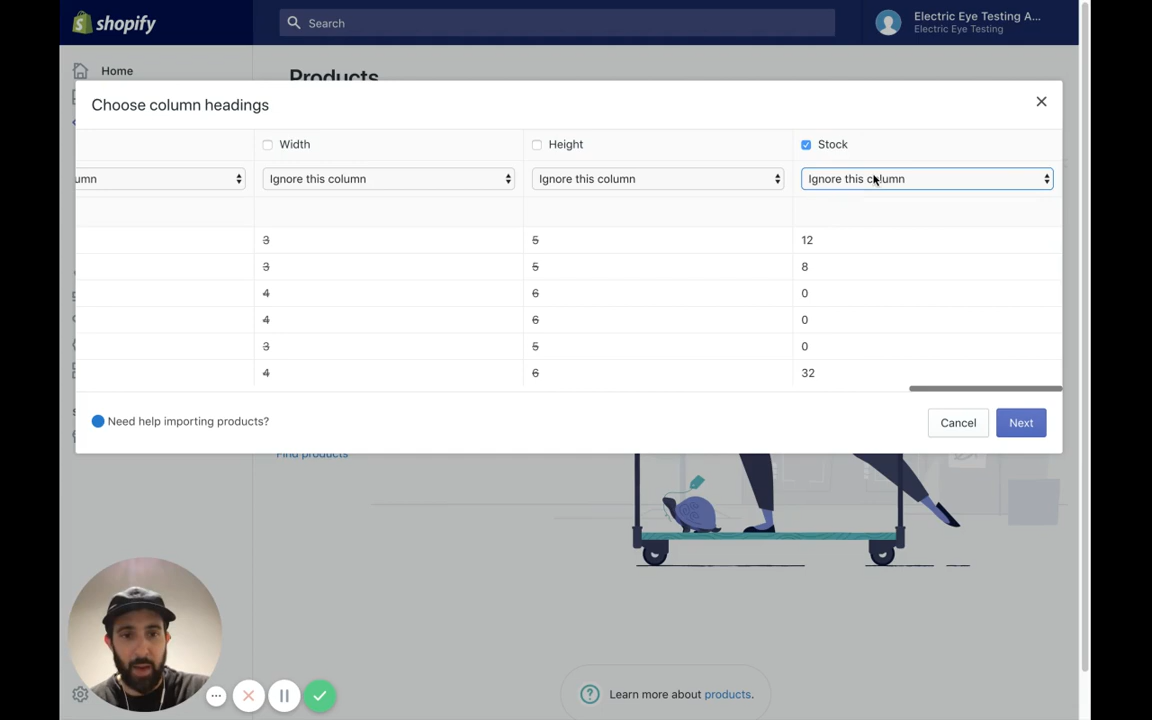 shopify
Search
Electric Eye Testing A...
Electric Eye Testing
Home
Products
Choose column headings
Width
Height
Stock
umn
Ignore this column
Ignore this column
Ignore this column
3
5
12
3
5
8
4
6
0
4
6
0
3
5
0
4
6
32
Need help importing products?
Cancel
Next
Find products
Learn more about products.